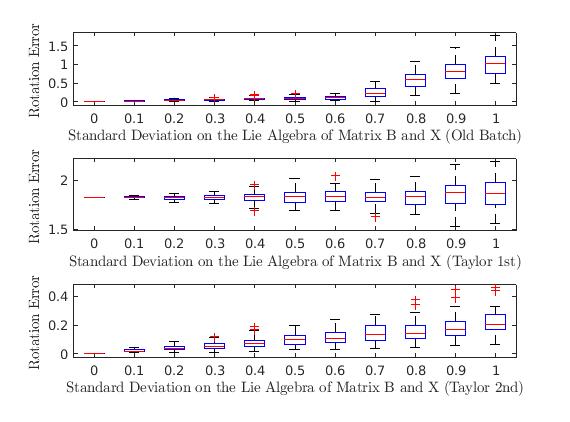 Rotation Error
1.5
1
0.5
0
0 0.1 0.2 0.3 0.4 0.5 0.6 0.7 0.8 0.9 1
Standard Deviation on the Lie Algebra of Matrix B and X (Old Batch)
Rotation Error
2
1.5
0 0.1 0.2 0.3 0.4 0.5 0.6 0.7 0.8 0.9 1
Standard Deviation on the Lie Algebra of Matrix B and X (Taylor 1st)
Rotation Error
0.4
0.2
0
0 0.1 0.2 0.3 0.4 0.5 0.6 0.7 0.8 0.9 1
Standard Deviation on the Lie Algebra of Matrix B and X (Taylor 2nd)